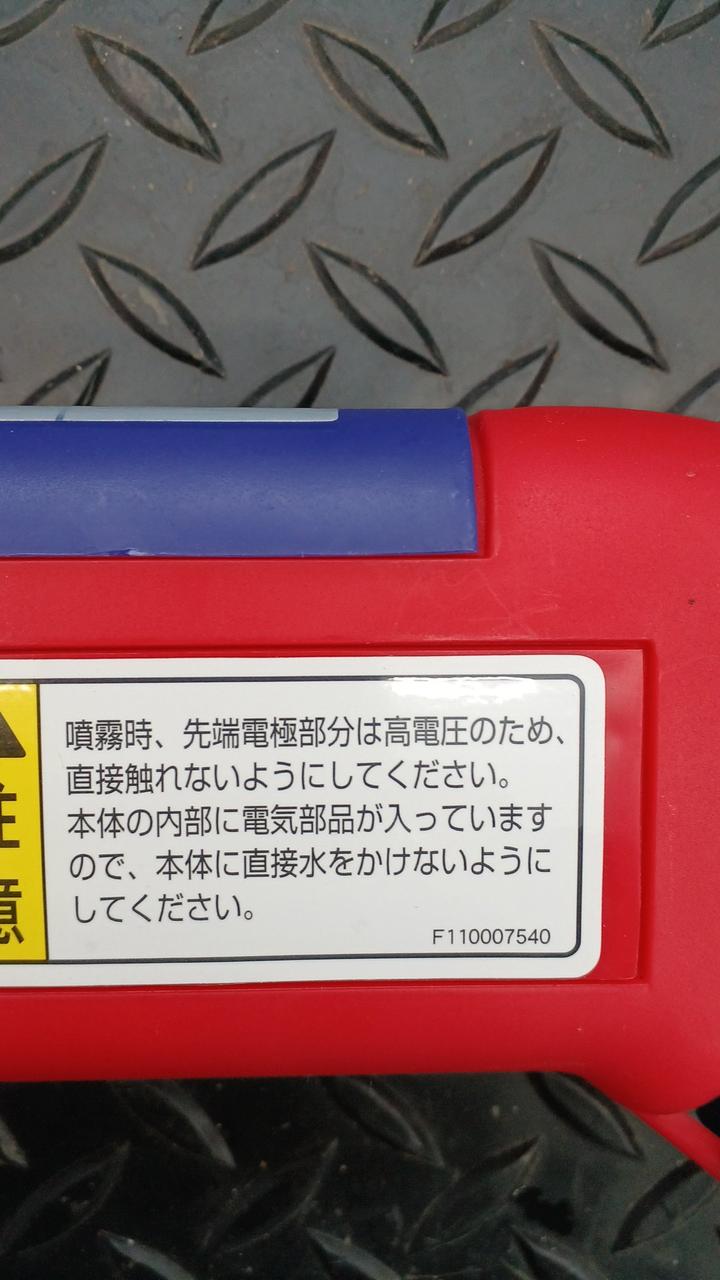 注
意
噴霧時、先端電極部分は高電圧のため、
直接触れないようにしてください。
本体の内部に電気部品が入っています
ので、本体に直接水をかけないように
してください。
F110007540